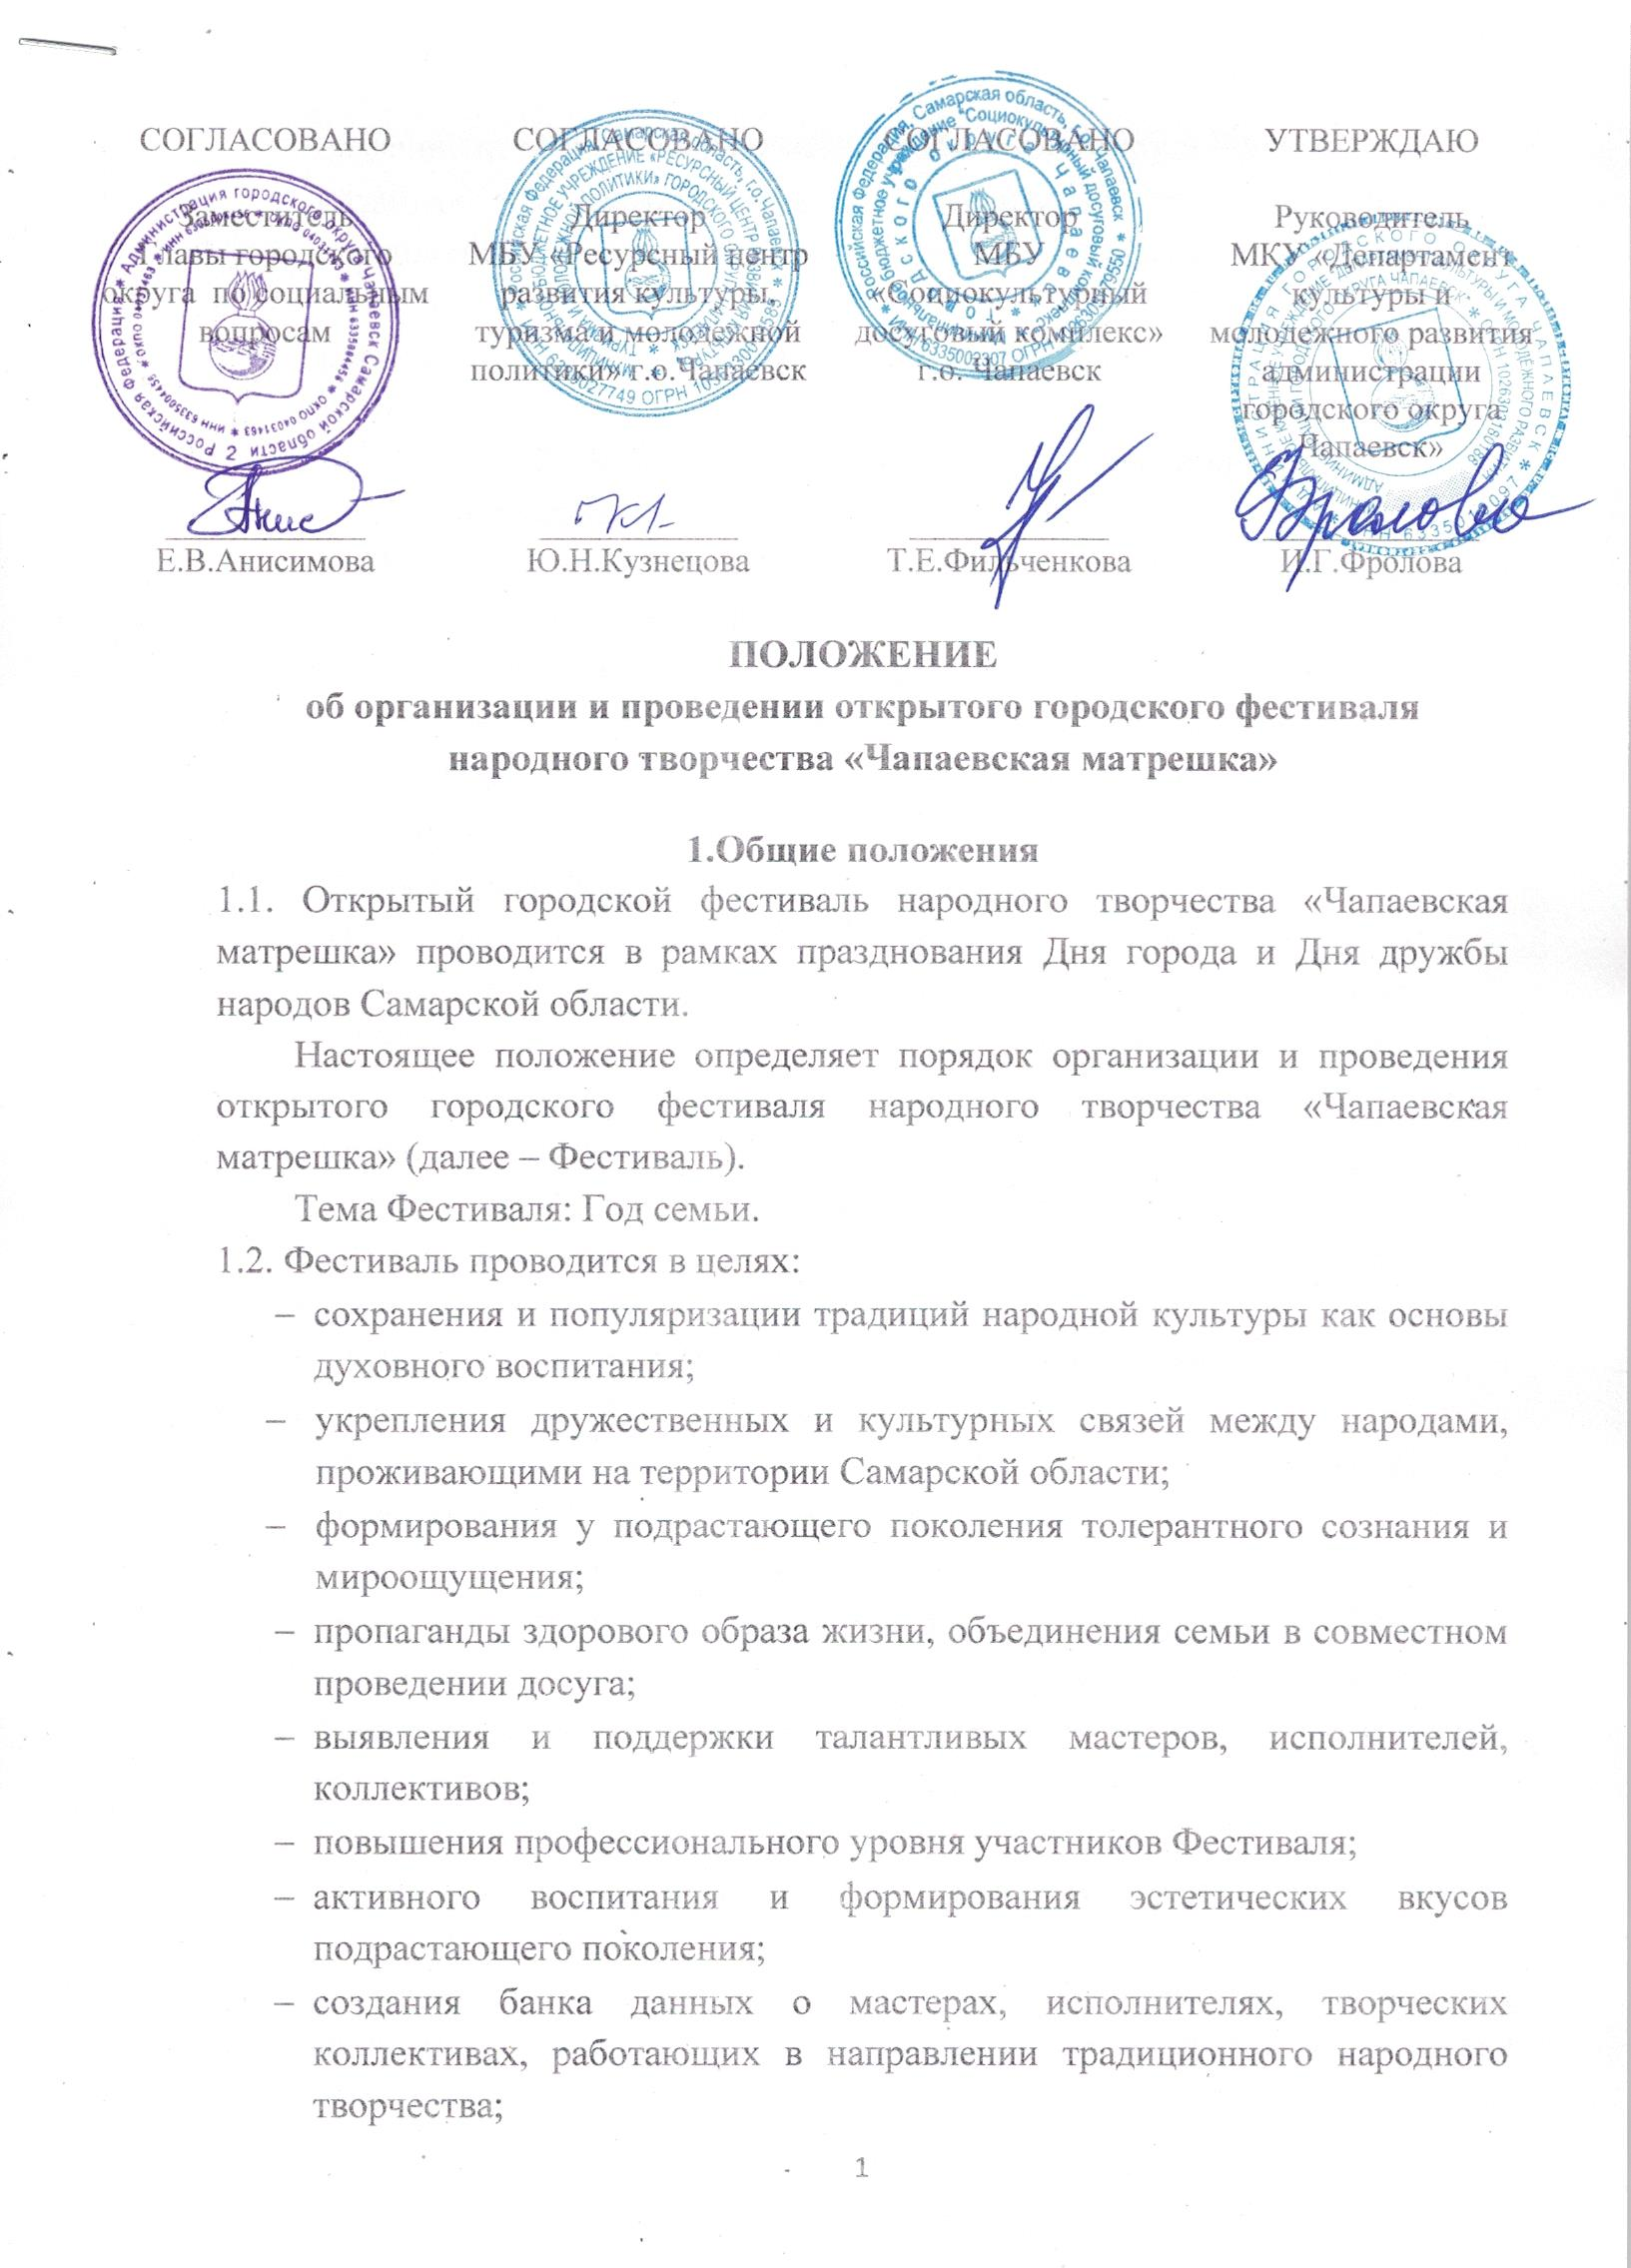 СОГЛАСОВАНО
Заместитель
Главы городского
округа по социальным
вопросам
Е.В.Анисимова
СОГЛАСОВАНО
Директор
МБУ «Ресурсный центр
развития культуры,
туризма и молодежной
политики» г.о.Чапаевск
Ю.Н.Кузнецова
СОГЛАСОВАНО
Директор
МБУ
«Социокультурный
досуговый комплекс»
г.о. Чапаевск
Т.Е.Фильченкова
УТВЕРЖДАЮ
Руководитель
МКУ «Департамент
культуры и
молодежного развития
администрации
городского округа
Чапаевск»
Фролова
И.Г.Фролова
ПОЛОЖЕНИЕ
об организации и проведении открытого городского фестиваля
народного творчества «Чапаевская матрешка»
1.Общие положения
1.1. Открытый городской фестиваль народного творчества «Чапаевская
матрешка» проводится в рамках празднования Дня города и Дня дружбы
народов Самарской области.
Настоящее положение определяет порядок организации и проведения
открытого городского фестиваля народного творчества «Чапаевская
матрешка» (далее – Фестиваль).
Тема Фестиваля: Год семьи.
1.2. Фестиваль проводится в целях:
– сохранения и популяризации традиций народной культуры как основы
духовного воспитания;
– укрепления дружественных и культурных связей между народами,
проживающими на территории Самарской области;
– формирования у подрастающего поколения толерантного сознания и
мироощущения;
– пропаганды здорового образа жизни, объединения семьи в совместном
проведении досуга;
– выявления и поддержки талантливых мастеров, исполнителей,
коллективов;
– повышения профессионального уровня участников Фестиваля;
– активного воспитания и формирования эстетических вкусов
подрастающего поколения;
– создания банка данных о мастерах, исполнителях, творческих
коллективах, работающих в направлении традиционного народного
творчества;
1